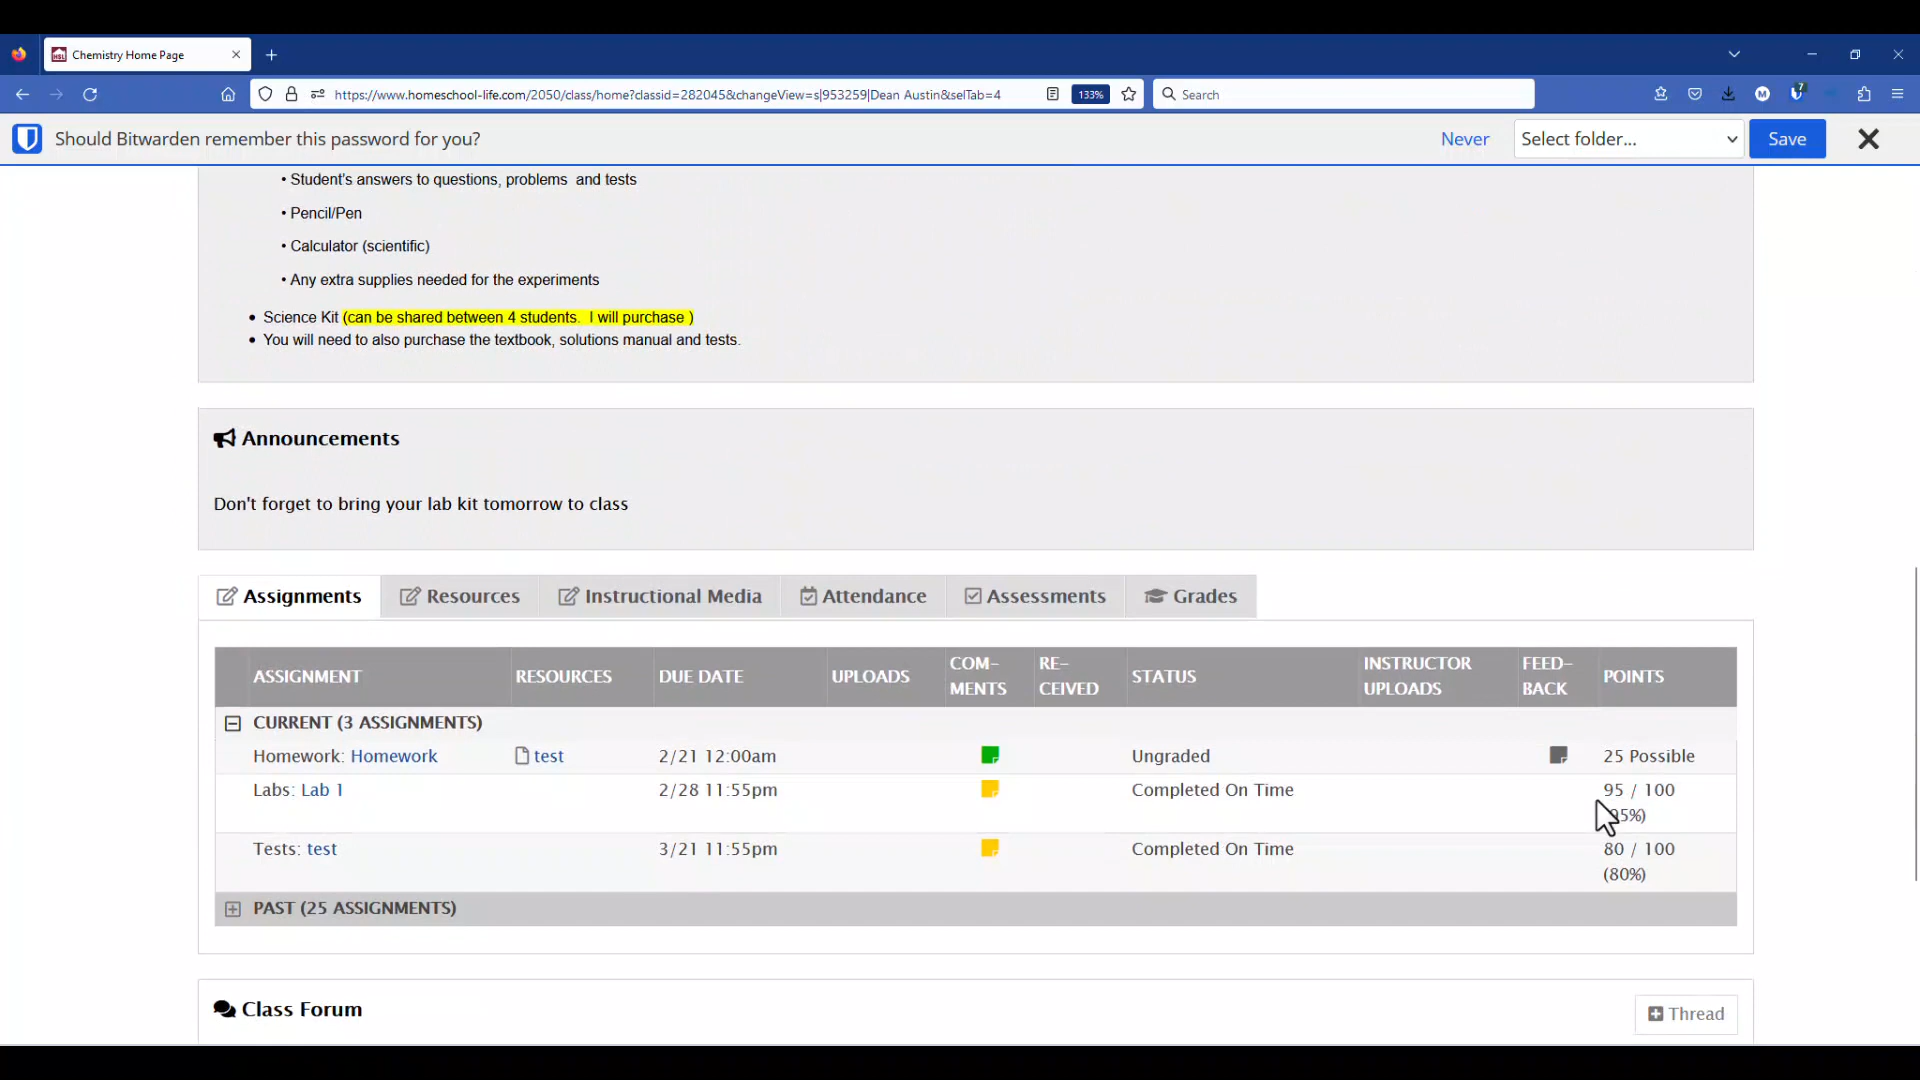 Chemistry Home Page
https://www.homeschool-life.com/2050/class/home?classid=282045&changeView=s|953259|Dean Austin&selTab=4
133%
Search
M
7
Should Bitwarden remember this password for you?
Never
Select folder...
Save
• Student's answers to questions, problems and tests
• Pencil/Pen
• Calculator (scientific)
• Any extra supplies needed for the experiments
• Science Kit (can be shared between 4 students. I will purchase )
• You will need to also purchase the textbook, solutions manual and tests.
Announcements
Don't forget to bring your lab kit tomorrow to class
Assignments
Resources
Instructional Media
Attendance
Assessments
Grades
ASSIGNMENT
RESOURCES
DUE DATE
UPLOADS
COM-
MENTS
RE-
CEIVED
STATUS
INSTRUCTOR
UPLOADS
FEED-
BACK
POINTS
CURRENT (3 ASSIGNMENTS)
Homework: Homework
test
2/21 12:00am
Ungraded
25 Possible
Labs: Lab 1
2/28 11:55pm
Completed On Time
95 / 100
Tests: test
3/21 11:55pm
Completed On Time
80 / 100
(80%)
PAST (25 ASSIGNMENTS)
Class Forum
Thread